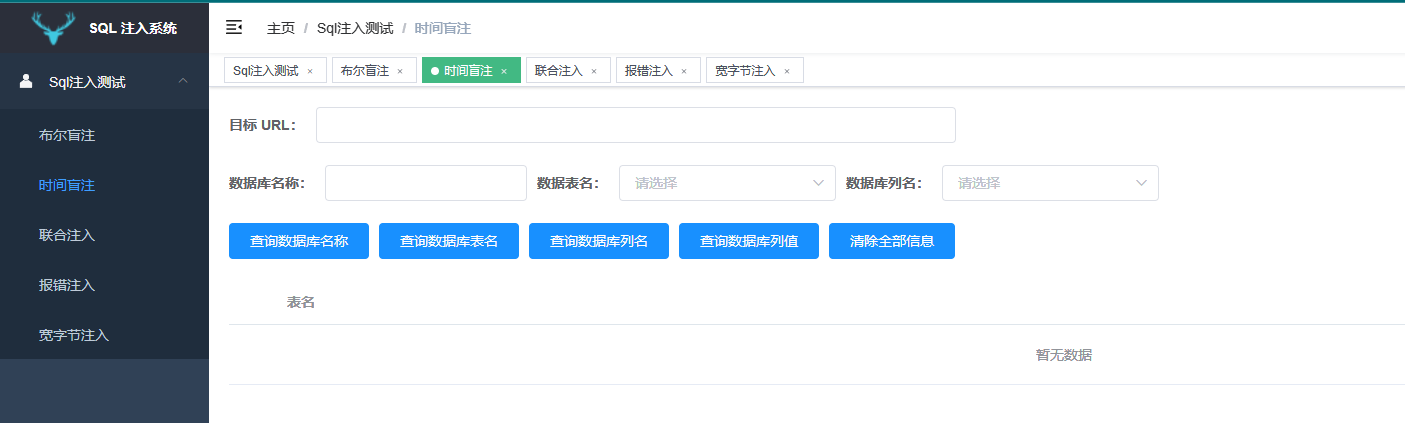 SQL 注入系统
Sql注入测试
布尔盲注
时间盲注
联合注入
报错注入
宽字节注入
主页 / Sql注入测试 / 时间盲注
Sql注入测试 × 布尔盲注 × 时间盲注 × 联合注入 × 报错注入 × 宽字节注入 ×
目标 URL：
数据库名称： 数据表名： 请选择 数据库列名： 请选择
查询数据库名称 查询数据库表名 查询数据库列名 查询数据库列值 清除全部信息
表名
暂无数据